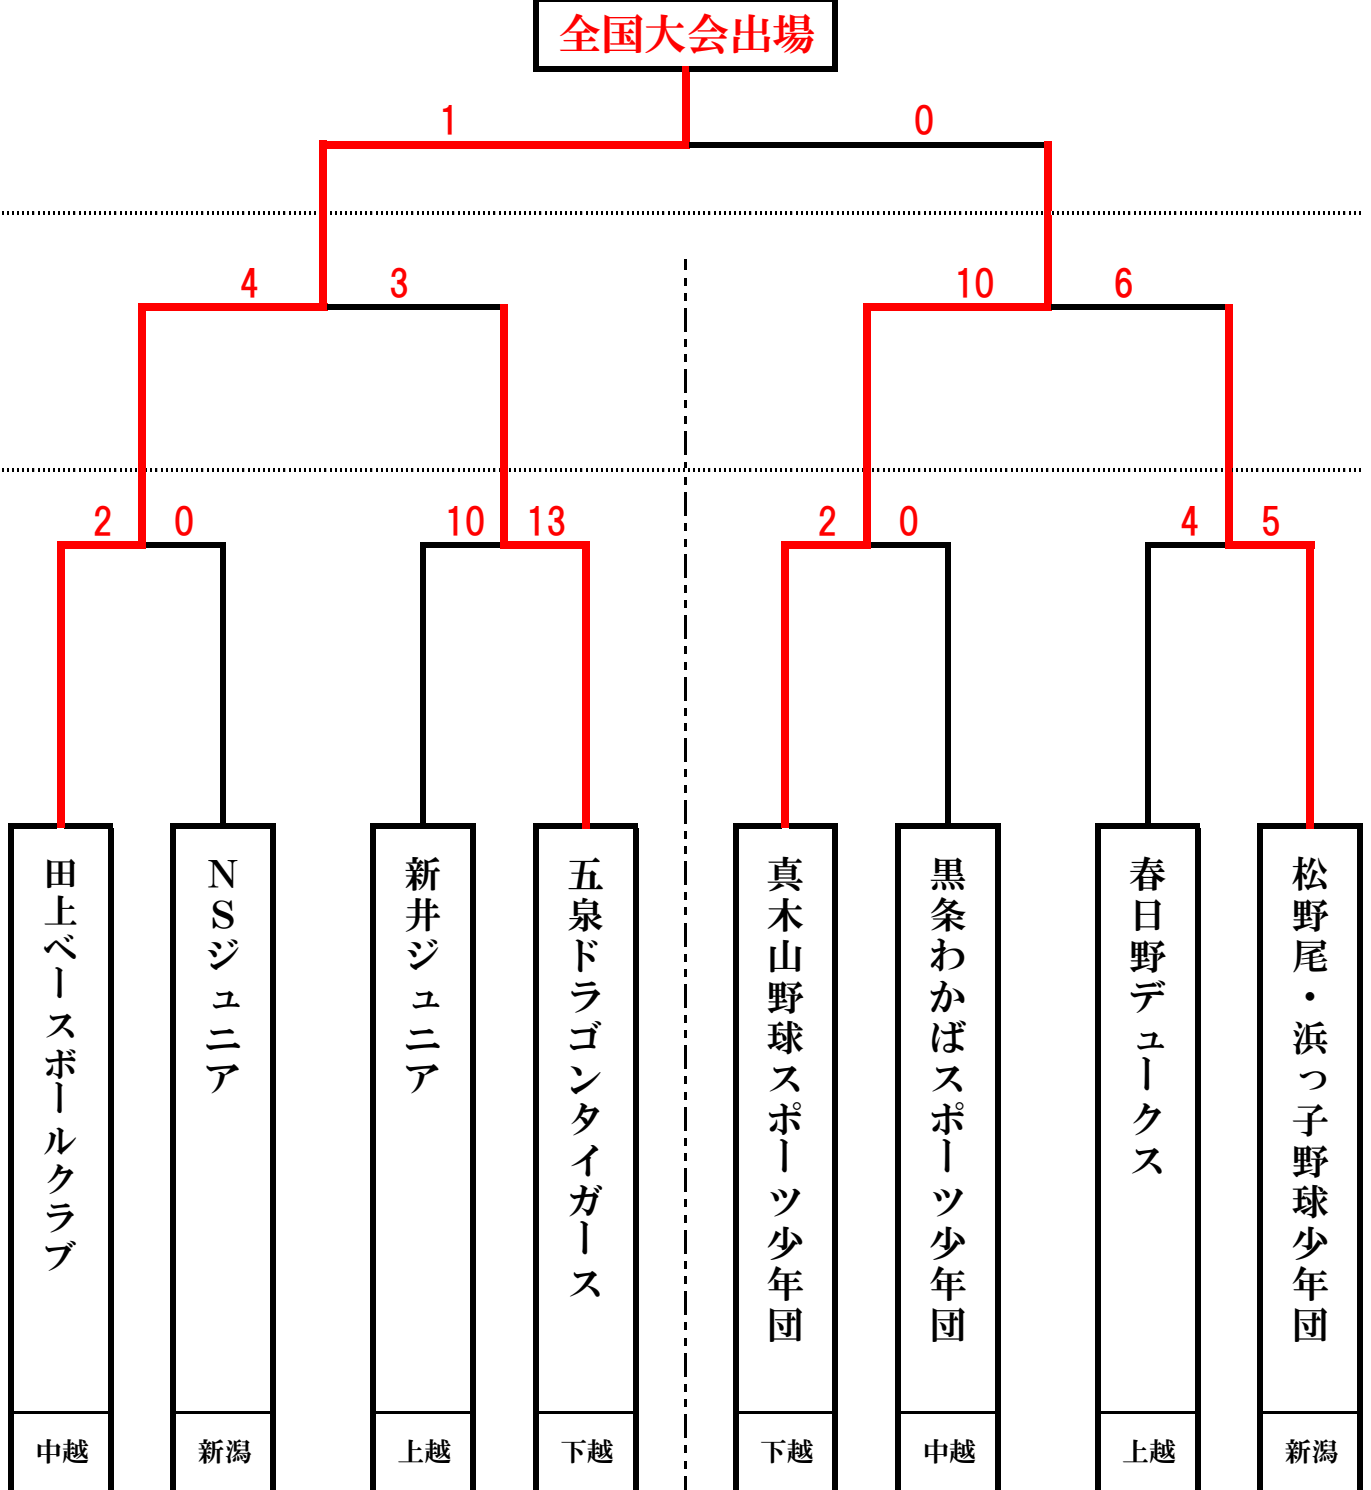 全国大会出場
1
0
4
3
10
6
2
0
10
13
2
0
4
5
田上ベースボールクラブ
NSジュニア
新井ジュニア
五泉ドラゴンタイガース
真木山野球スポーツ少年団
黒条わかばスポーツ少年団
春日野デュークス
松野尾・浜っ子野球少年団
中越
新潟
上越
下越
下越
中越
上越
新潟